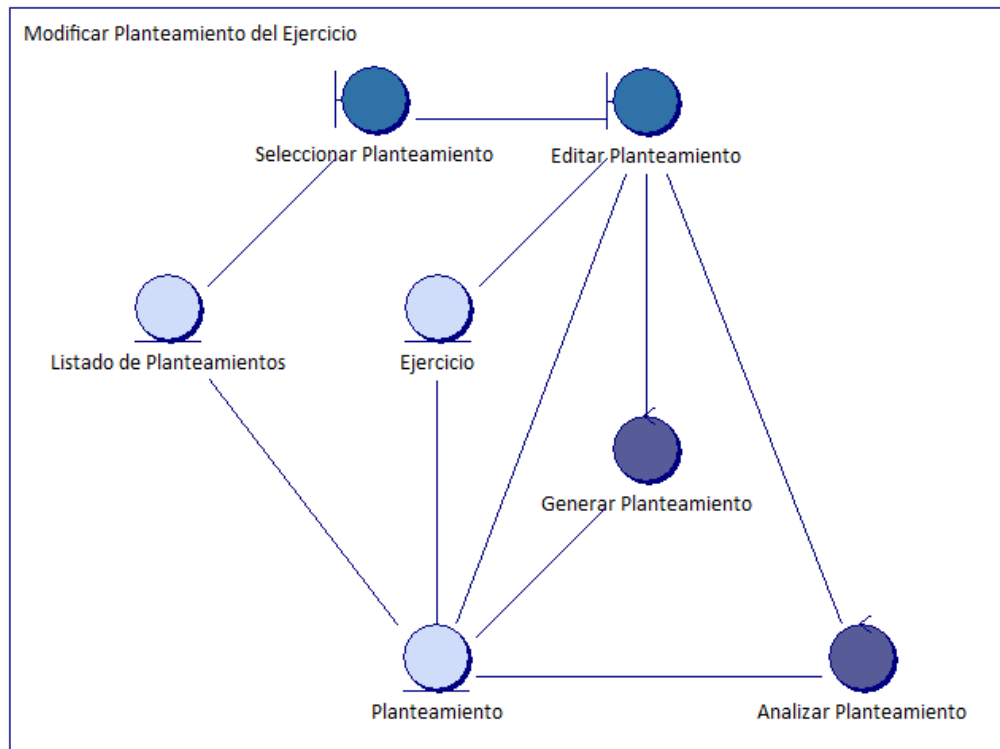 Modificar Planteamiento del Ejercicio
Seleccionar Planteamiento
Editar Planteamiento
Listado de Planteamientos
Ejercicio
Generar Planteamiento
Planteamiento
Analizar Planteamiento